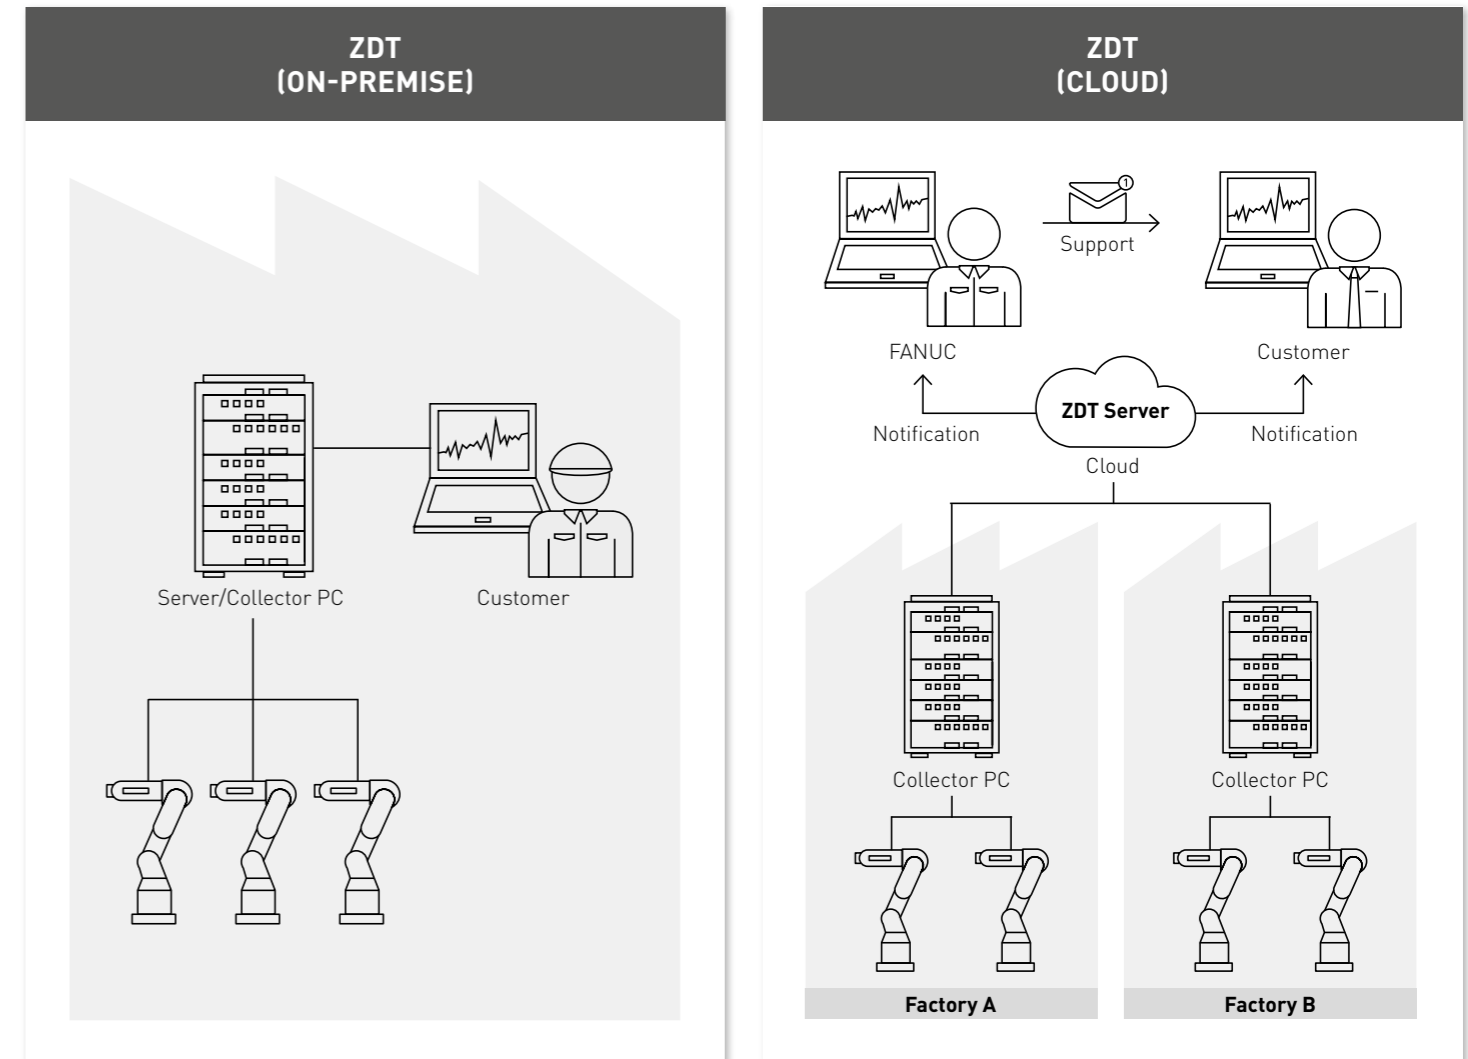 ZDT
(ON-PREMISE)
Server/Collector PC
Customer
ZDT
(CLOUD)
1
Support
FANUC
Customer
ZDT Server
Notification
Notification
Cloud
Collector PC
Collector PC
Factory A
Factory B